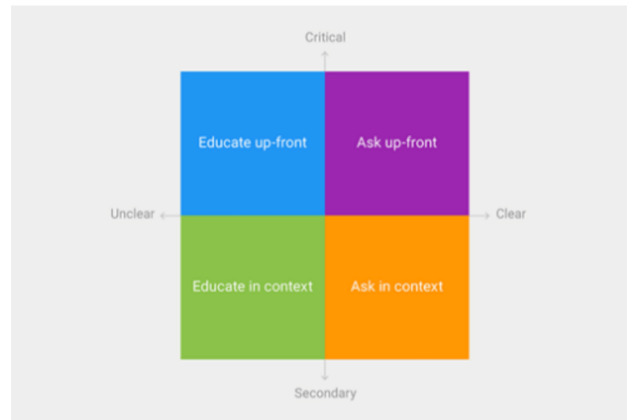 Critical
Educate up-front
Ask up-front
Unclear
Clear
Educate in context
Ask in context
Secondary